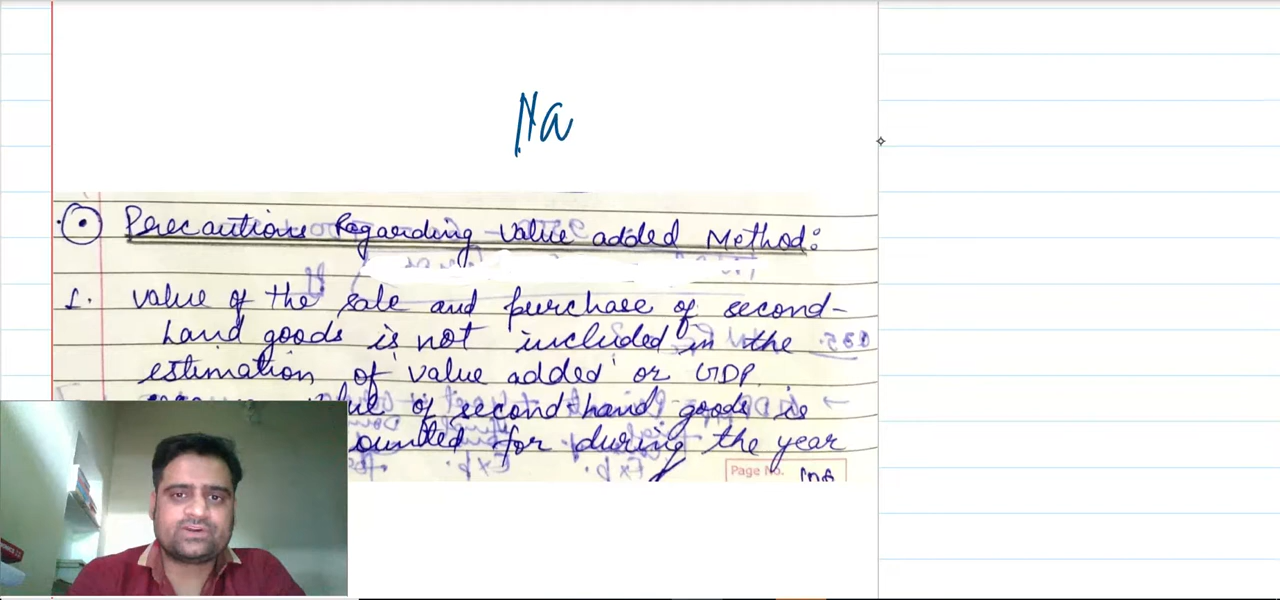 Na
Precautions Regarding Value added Method:
1. Value of the sale and purchase of second-
hand goods is not included in the
estimation of value added or GDP.
of second-hand goods is
ounted for during the year
Page No.